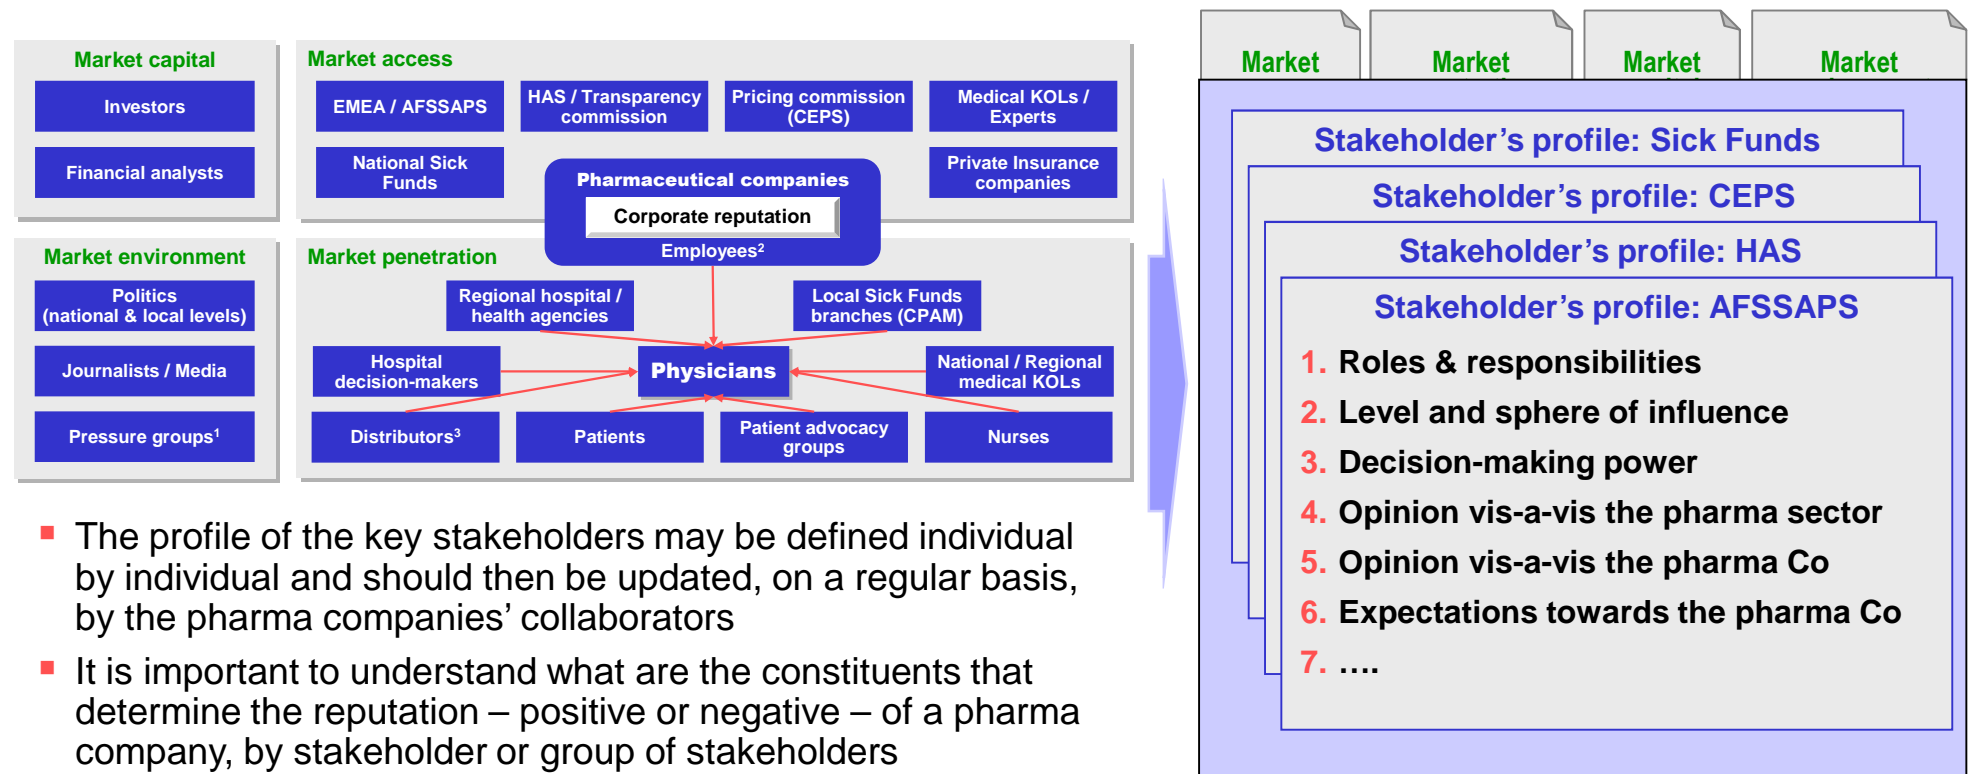 Market capital
Investors
Financial analysts
Market access
EMEA / AFSSAPS
HAS / Transparency
commission
Pricing commission
(CEPS)
Medical KOLs /
Experts
National Sick
Funds
Private Insurance
companies
Pharmaceutical companies
Corporate reputation
Employees²
Market environment
Politics
(national & local levels)
Journalists / Media
Pressure groups¹
Market penetration
Regional hospital /
health agencies
Local Sick Funds
branches (CPAM)
Hospital
decision-makers
Physicians
National / Regional
medical KOLs
Distributors³
Patients
Patient advocacy
groups
Nurses
The profile of the key stakeholders may be defined individual
by individual and should then be updated, on a regular basis,
by the pharma companies’ collaborators
It is important to understand what are the constituents that
determine the reputation – positive or negative – of a pharma
company, by stakeholder or group of stakeholders
Market
Market
Market
Market
Stakeholder’s profile: Sick Funds
Stakeholder’s profile: CEPS
Stakeholder’s profile: HAS
Stakeholder’s profile: AFSSAPS
1. Roles & responsibilities
2. Level and sphere of influence
3. Decision-making power
4. Opinion vis-a-vis the pharma sector
5. Opinion vis-a-vis the pharma Co
6. Expectations towards the pharma Co
7. ....